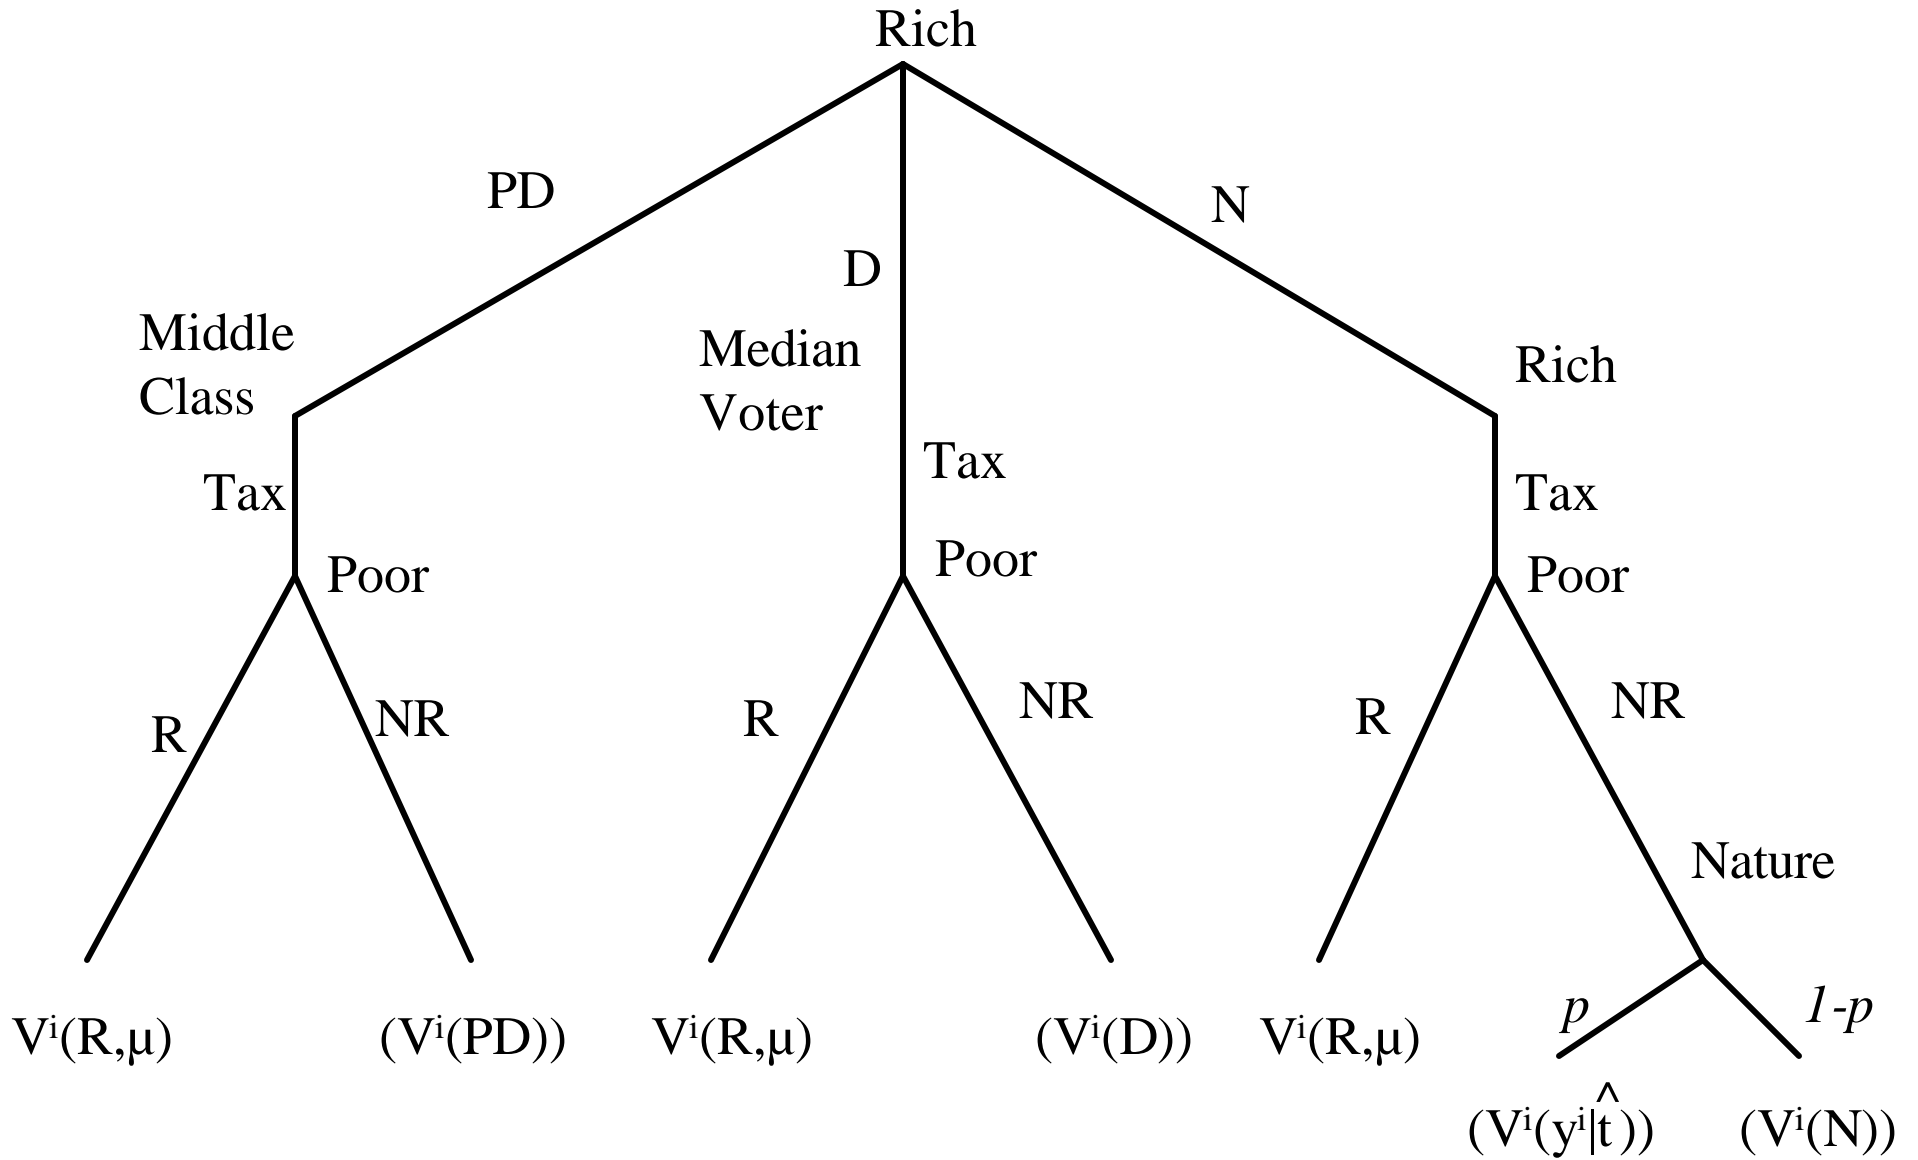 Rich
PD
N
D
Middle
Class
Median
Voter
Rich
Tax
Tax
Tax
Poor
Poor
Poor
R
NR
R
NR
R
NR
Nature
p
1-p
Vⁱ(R,μ)
(Vⁱ(PD))
Vⁱ(R,μ)
(Vⁱ(D))
Vⁱ(R,μ)
(Vⁱ(yⁱ|t̂ ))
(Vⁱ(N))